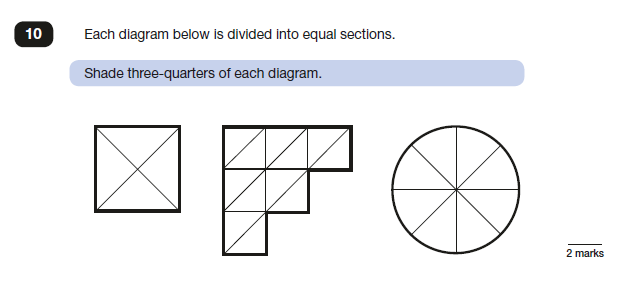 10
Each diagram below is divided into equal sections.
Shade three-quarters of each diagram.
2 marks